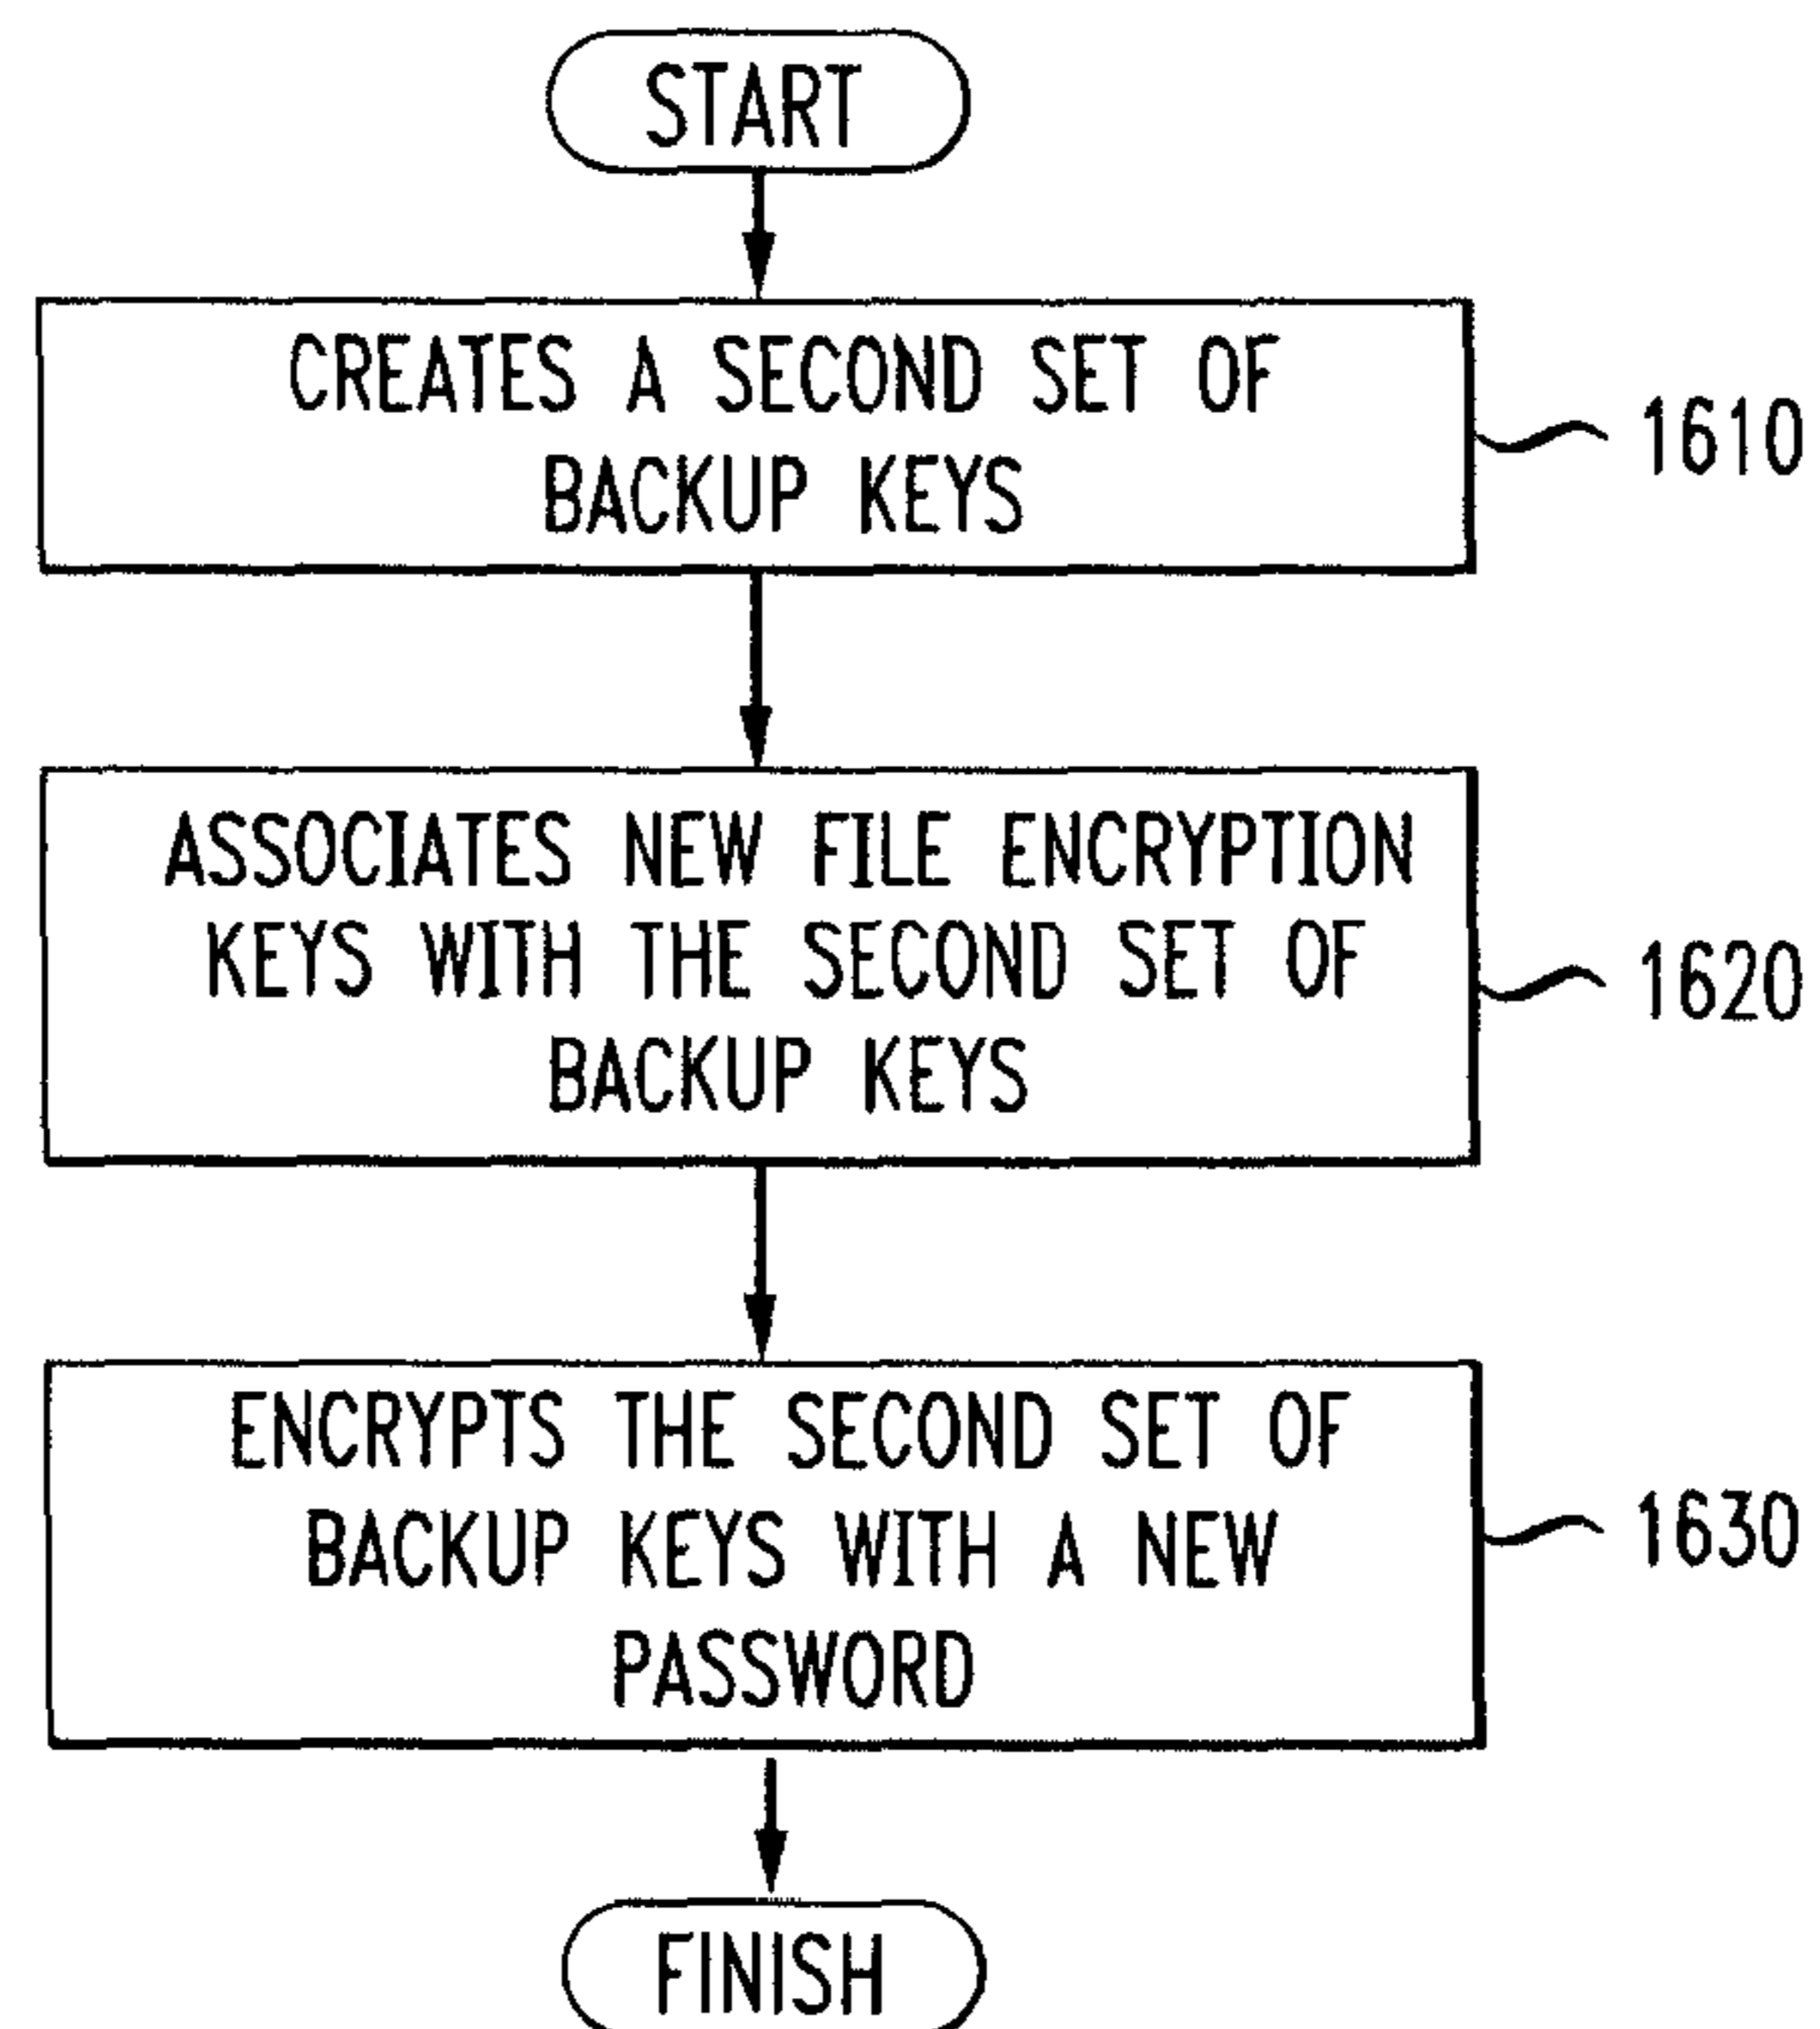 START
CREATES A SECOND SET OF
BACKUP KEYS
1610
ASSOCIATES NEW FILE ENCRYPTION
KEYS WITH THE SECOND SET OF
BACKUP KEYS
1620
ENCRYPTS THE SECOND SET OF
BACKUP KEYS WITH A NEW
PASSWORD
1630
FINISH